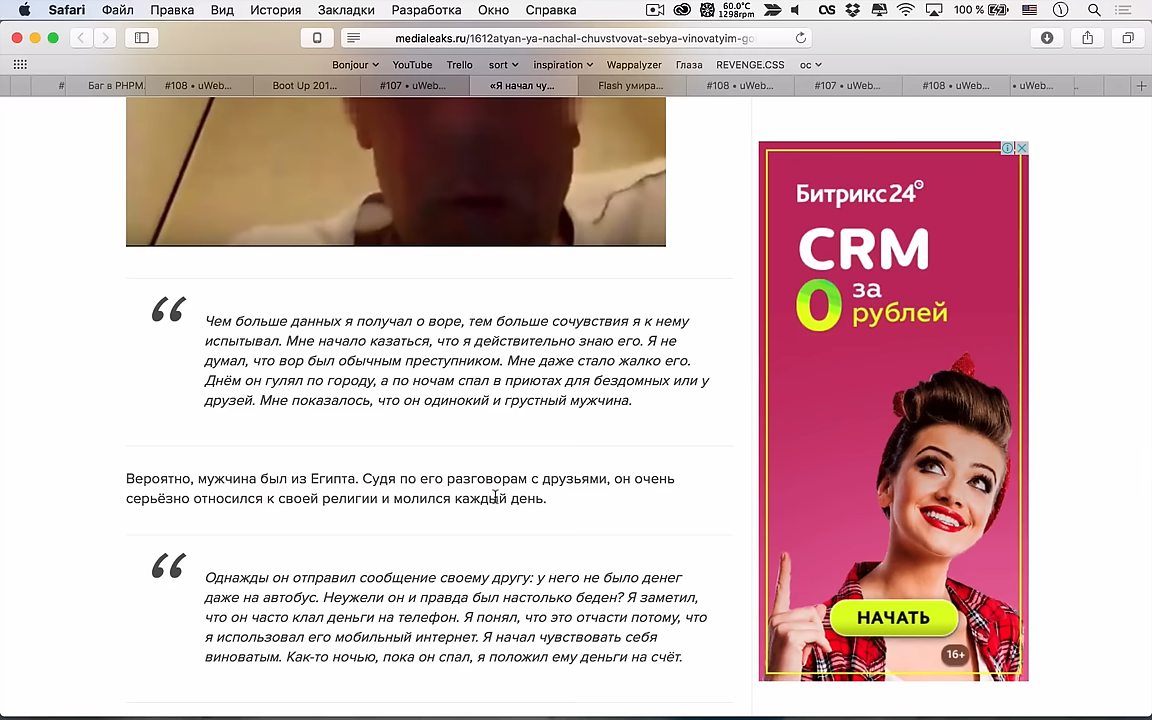 Safari Файл Правка Вид История Закладки Разработка Окно Справка 60.0°C 1298rpm 100 %
medialeaks.ru/1612atyan-ya-nachal-chuvstvovat-sebya-vinovatyim-go
Bonjour YouTube Trello sort inspiration Wappalyzer Глаза REVENGE.CSS ос
# Баг в PHPM. #108 • uWeb... Boot Up 201... #107 • uWeb... «Я начал чу... Flash умира... #108 • uWeb... #107 • uWeb... #108 • uWeb... • uWeb...
Битрикс24
CRM
0 за
рублей
Чем больше данных я получал о воре, тем больше сочувствия я к нему
испытывал. Мне начало казаться, что я действительно знаю его. Я не
думал, что вор был обычным преступником. Мне даже стало жалко его.
Днём он гулял по городу, а по ночам спал в приютах для бездомных или у
друзей. Мне показалось, что он одинокий и грустный мужчина.
Вероятно, мужчина был из Египта. Судя по его разговорам с друзьями, он очень
серьёзно относился к своей религии и молился каждый день.
Однажды он отправил сообщение своему другу: у него не было денег
даже на автобус. Неужели он и правда был настолько беден? Я заметил,
что он часто клал деньги на телефон. Я понял, что это отчасти потому, что
я использовал его мобильный интернет. Я начал чувствовать себя
виноватым. Как-то ночью, пока он спал, я положил ему деньги на счёт.
НАЧАТЬ
16+